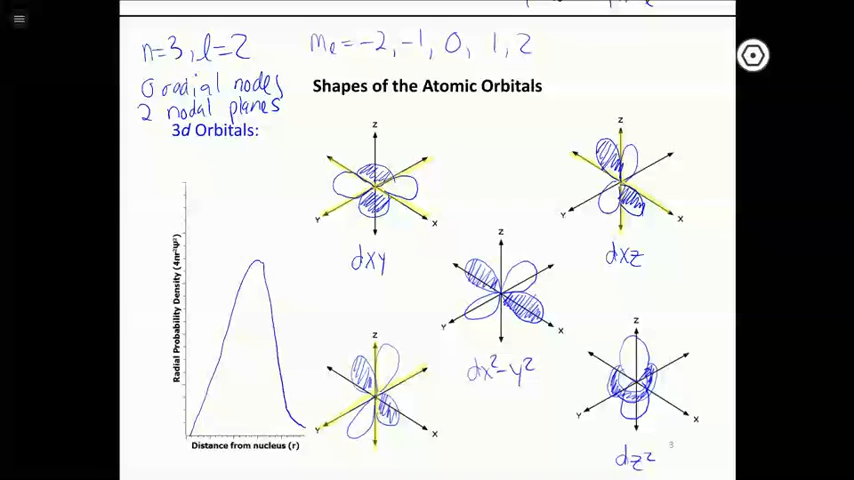 n=3, l=2
mℓ = -2, -1, 0, 1, 2
0 radial nodes
2 nodal planes
Shapes of the Atomic Orbitals
3d Orbitals:
Z
Y
X
dxy
Z
Y
X
dxz
Z
Y
X
dx²-y²
Radial Probability Density (4πr²Ψ²)
Distance from nucleus (r)
Z
Y
X
Z
Y
X
dz²